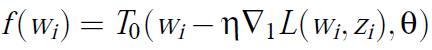 f(wᵢ) = T₀(wᵢ − η∇₁L(wᵢ, zᵢ), θ)